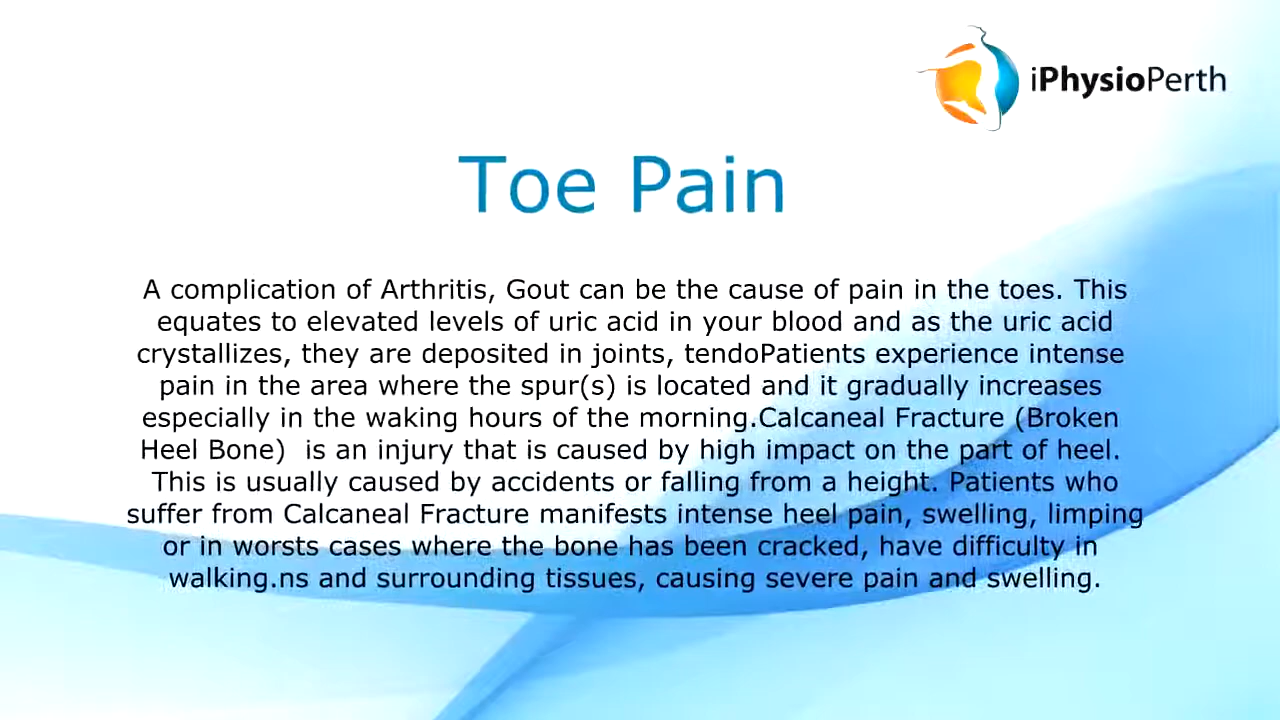 iPhysioPerth
Toe Pain
A complication of Arthritis, Gout can be the cause of pain in the toes. This
equates to elevated levels of uric acid in your blood and as the uric acid
crystallizes, they are deposited in joints, tendoPatients experience intense
pain in the area where the spur(s) is located and it gradually increases
especially in the waking hours of the morning.Calcaneal Fracture (Broken
Heel Bone)  is an injury that is caused by high impact on the part of heel.
This is usually caused by accidents or falling from a height. Patients who
suffer from Calcaneal Fracture manifests intense heel pain, swelling, limping
or in worsts cases where the bone has been cracked, have difficulty in
walking.ns and surrounding tissues, causing severe pain and swelling.